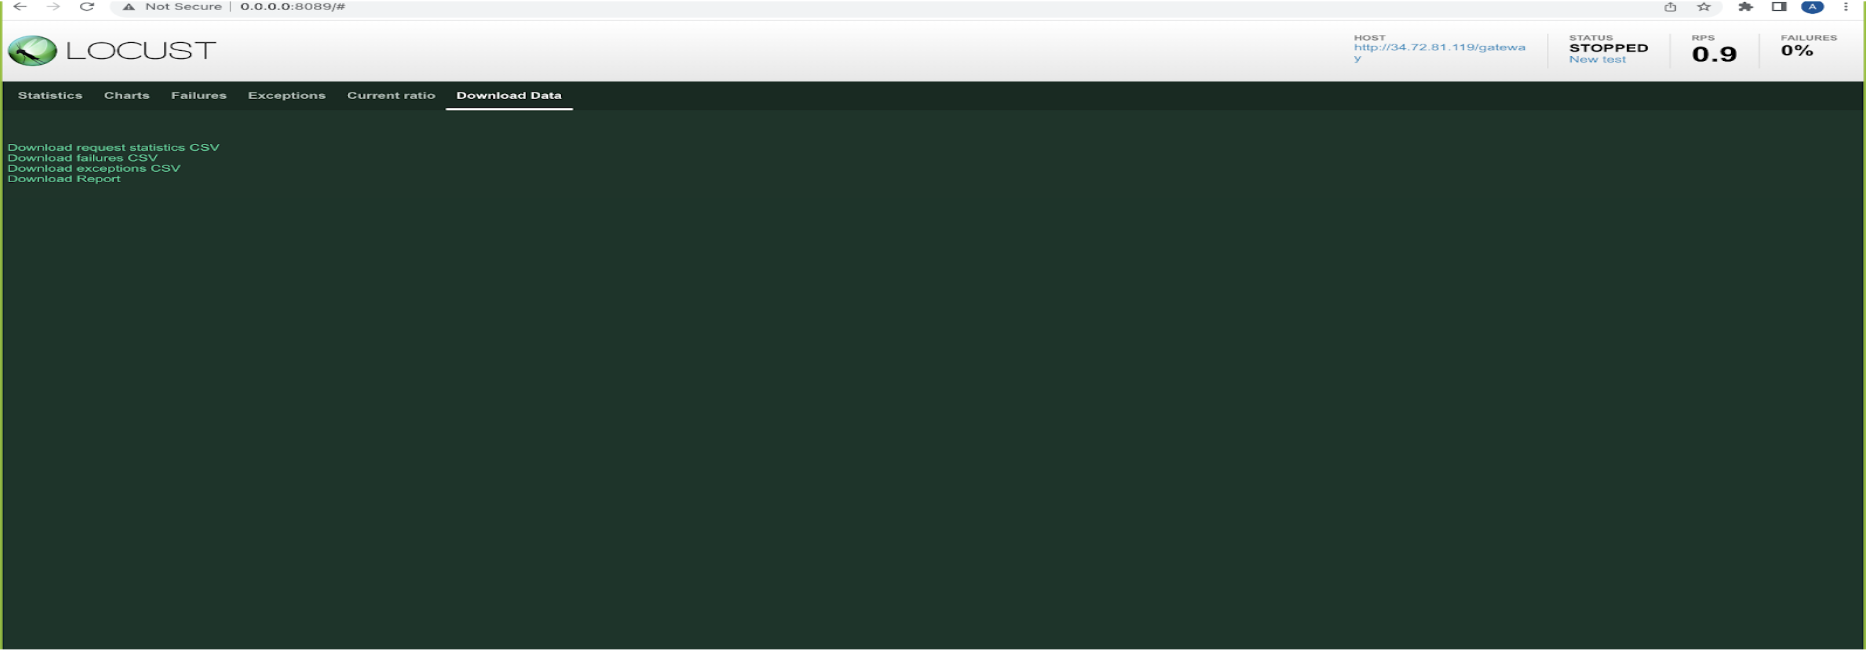 Not Secure | 0.0.0.0:8089/#
A
LOCUST
HOST
http://34.72.81.119/gatewa
y
STATUS
STOPPED
New test
RPS
0.9
FAILURES
0%
Statistics Charts Failures Exceptions Current ratio Download Data
Download request statistics CSV
Download failures CSV
Download exceptions CSV
Download Report